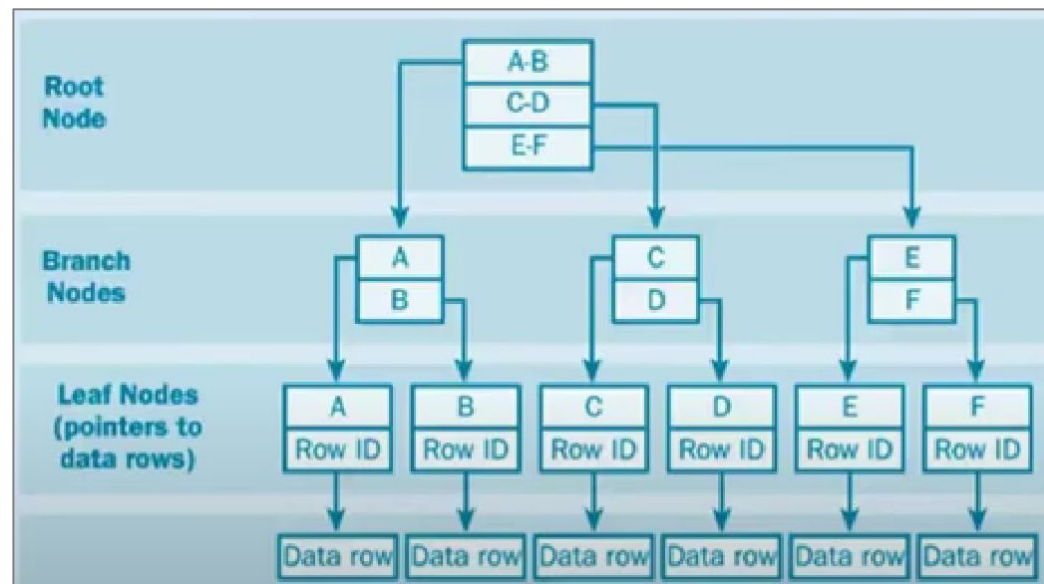 Root
Node
A-B
C-D
E-F
Branch
Nodes
A
B
C
D
E
F
Leaf Nodes
(pointers to
data rows)
A
Row ID
B
Row ID
C
Row ID
D
Row ID
E
Row ID
F
Row ID
Data row
Data row
Data row
Data row
Data row
Data row